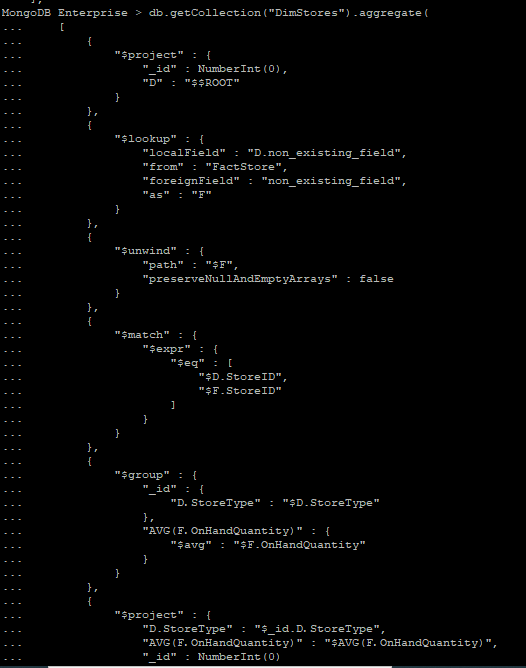 MongoDB Enterprise > db.getCollection("DimStores").aggregate(
...     [
...         {
...             "$project" : {
...                 "_id" : NumberInt(0),
...                 "D" : "$$ROOT"
...             }
...         },
...         {
...             "$lookup" : {
...                 "localField" : "D.non_existing_field",
...                 "from" : "FactStore",
...                 "foreignField" : "non_existing_field",
...                 "as" : "F"
...             }
...         },
...         {
...             "$unwind" : {
...                 "path" : "$F",
...                 "preserveNullAndEmptyArrays" : false
...             }
...         },
...         {
...             "$match" : {
...                 "$expr" : {
...                     "$eq" : [
...                         "$D.StoreID",
...                         "$F.StoreID"
...                     ]
...                 }
...             }
...         },
...         {
...             "$group" : {
...                 "_id" : {
...                     "D.StoreType" : "$D.StoreType"
...                 },
...                 "AVG(F.OnHandQuantity)" : {
...                     "$avg" : "$F.OnHandQuantity"
...                 }
...             }
...         },
...         {
...             "$project" : {
...                 "D.StoreType" : "$_id.D.StoreType",
...                 "AVG(F.OnHandQuantity)" : "$AVG(F.OnHandQuantity)",
...                 "_id" : NumberInt(0)